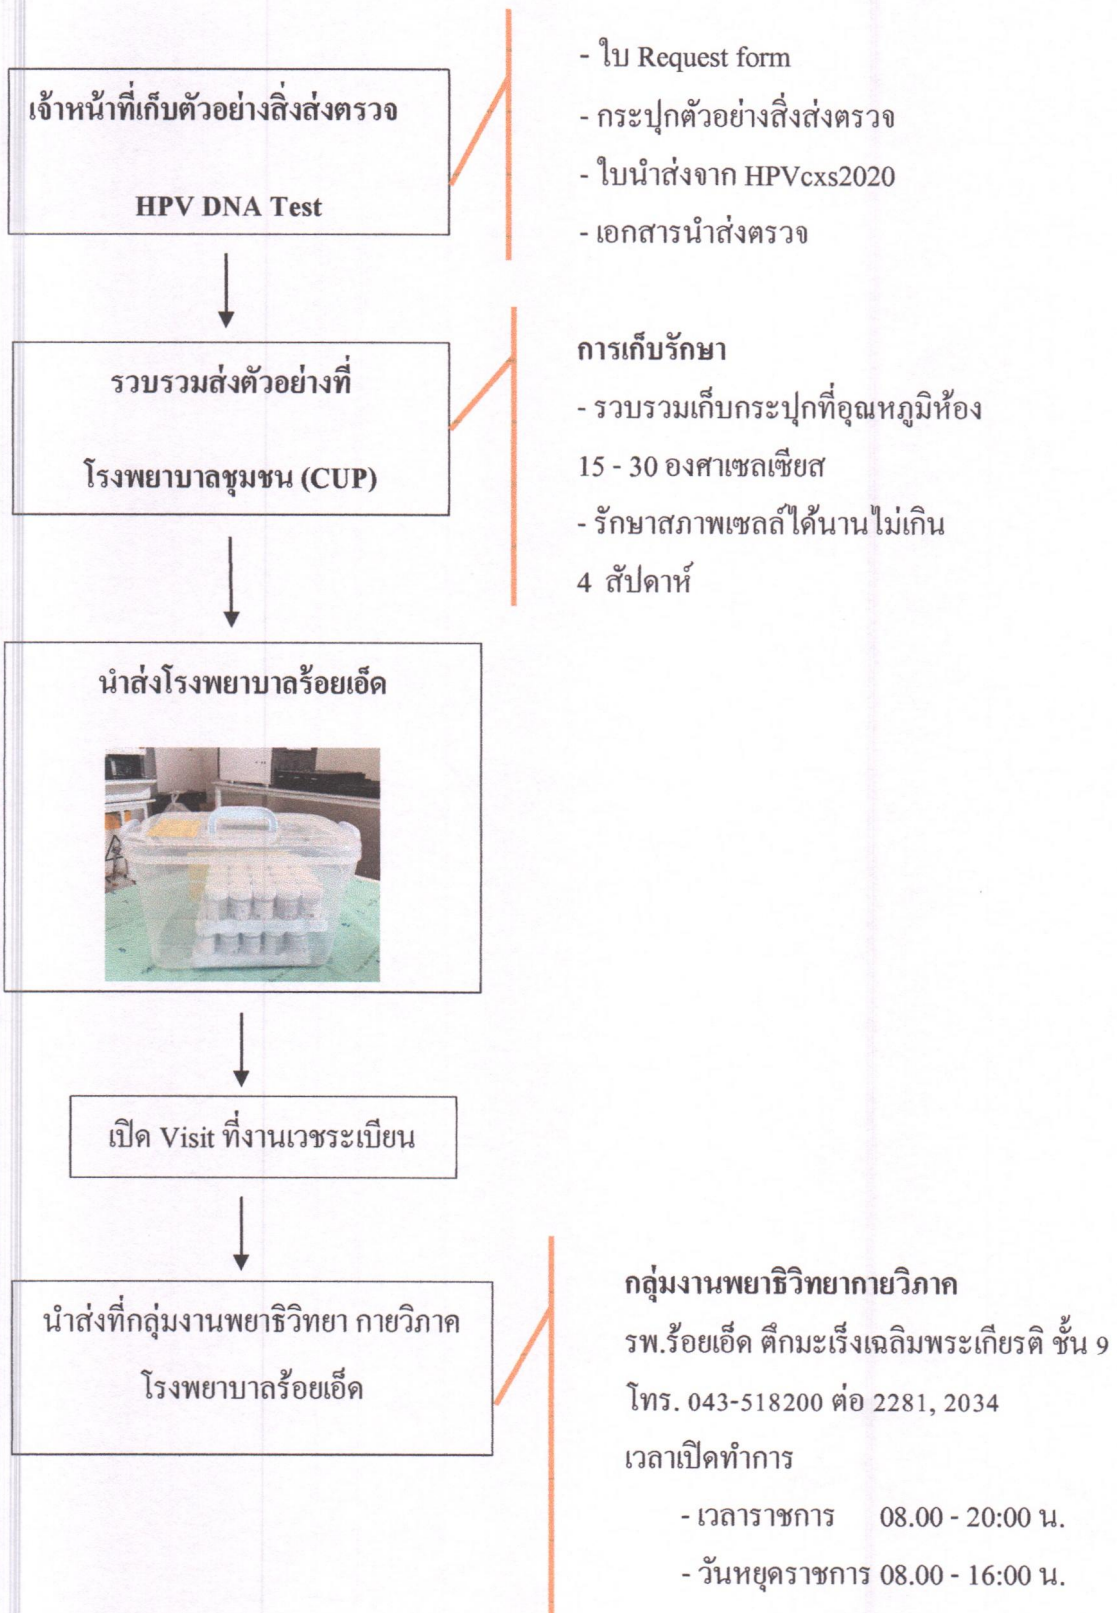 เจ้าหน้าที่เก็บตัวอย่างสิ่งส่งตรวจ
HPV DNA Test
- ใบ Request form
- กระปุกตัวอย่างสิ่งส่งตรวจ
- ใบนำส่งจาก HPVcxs2020
- เอกสารนำส่งตรวจ
รวบรวมส่งตัวอย่างที่
โรงพยาบาลชุมชน (CUP)
การเก็บรักษา
- รวบรวมเก็บกระปุกที่อุณหภูมิห้อง
15 - 30 องศาเซลเซียส
- รักษาสภาพเซลล์ได้นานไม่เกิน
4 สัปดาห์
นำส่งโรงพยาบาลร้อยเอ็ด
เปิด Visit ที่งานเวชระเบียน
นำส่งที่กลุ่มงานพยาธิวิทยา กายวิภาค
โรงพยาบาลร้อยเอ็ด
กลุ่มงานพยาธิวิทยากายวิภาค
รพ.ร้อยเอ็ด ตึกมะเร็งเฉลิมพระเกียรติ ชั้น 9
โทร. 043-518200 ต่อ 2281, 2034
เวลาเปิดทำการ
- เวลาราชการ 08.00 - 20:00 น.
- วันหยุดราชการ 08.00 - 16:00 น.